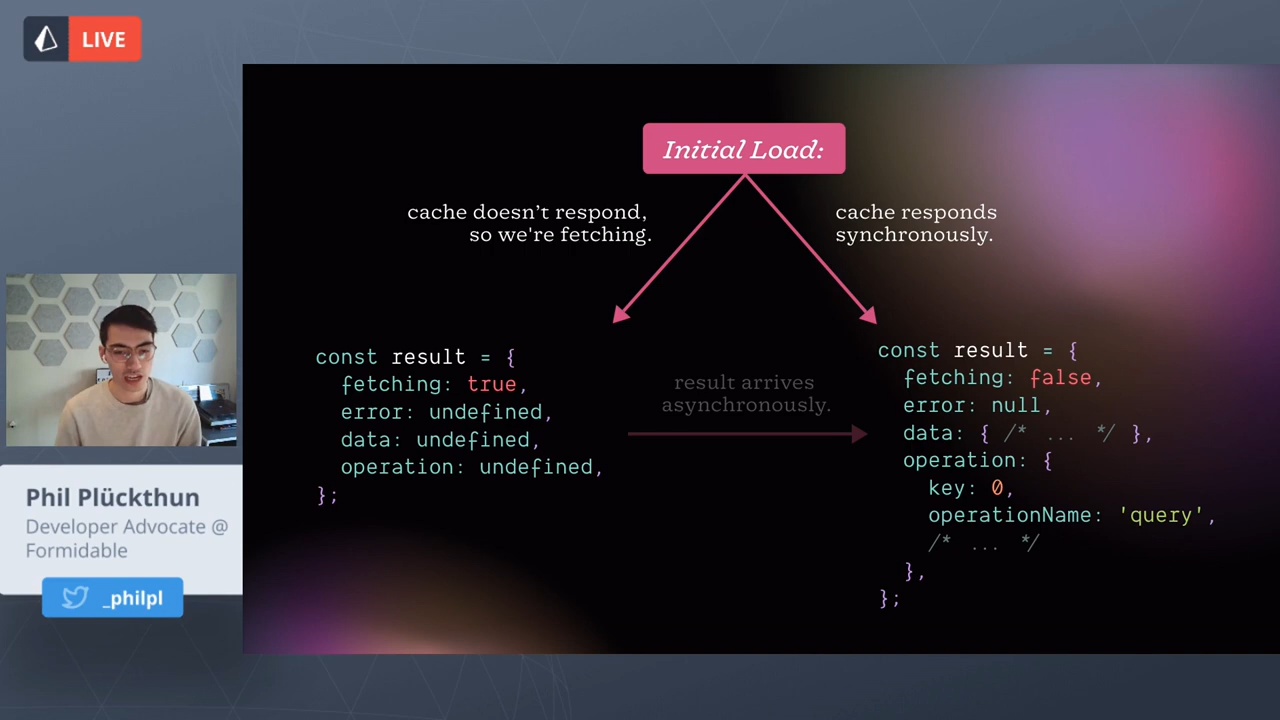 LIVE
Initial Load:
cache doesn’t respond,
so we're fetching.
cache responds
synchronously.
const result = {
fetching: true,
error: undefined,
data: undefined,
operation: undefined,
};
result arrives
asynchronously.
const result = {
fetching: false,
error: null,
data: { /* ... */ },
operation: {
key: 0,
operationName: 'query',
/* ... */
},
};
Phil Plückthun
Developer Advocate @
Formidable
_philpl